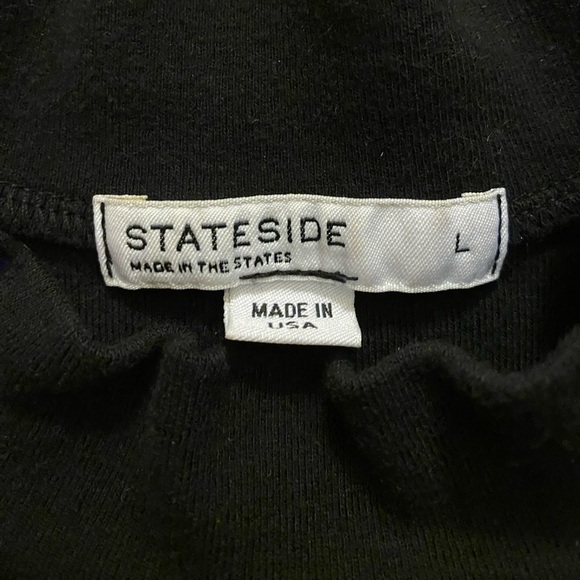 STATESIDE
L
MADE IN THE STATES
MADE IN
USA